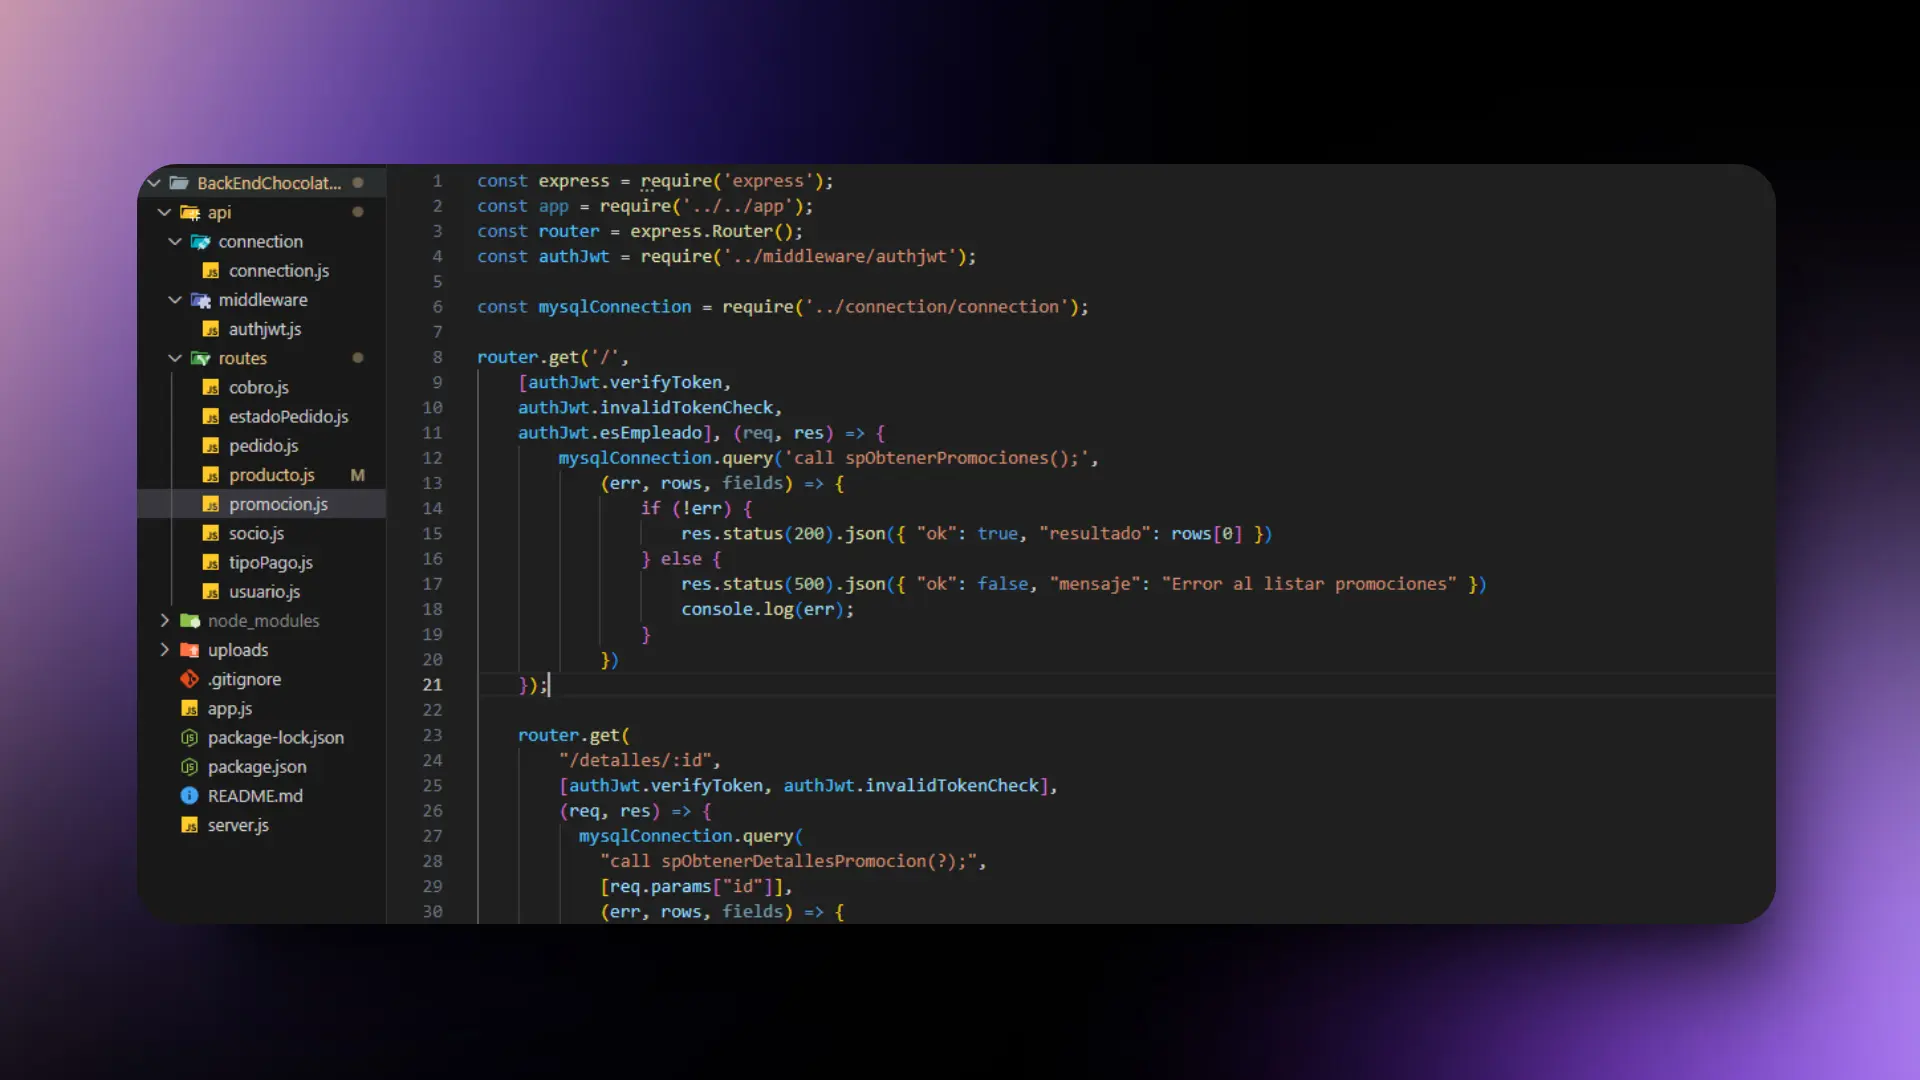 BackEndChocolat...
api
connection
connection.js
middleware
authjwt.js
routes
cobro.js
estadoPedido.js
pedido.js
producto.js M
promocion.js
socio.js
tipoPago.js
usuario.js
node_modules
uploads
.gitignore
app.js
package-lock.json
package.json
README.md
server.js
1 const express = require('express');
2 const app = require('../../app');
3 const router = express.Router();
4 const authJwt = require('../middleware/authjwt');
5
6 const mysqlConnection = require('../connection/connection');
7
8 router.get('/',
9 [authJwt.verifyToken,
10 authJwt.invalidTokenCheck,
11 authJwt.esEmpleado], (req, res) => {
12 mysqlConnection.query('call spObtenerPromociones();',
13 (err, rows, fields) => {
14 if (!err) {
15 res.status(200).json({ "ok": true, "resultado": rows[0] })
16 } else {
17 res.status(500).json({ "ok": false, "mensaje": "Error al listar promociones" })
18 console.log(err);
19 }
20 })
21 });
22
23 router.get(
24 "/detalles/:id",
25 [authJwt.verifyToken, authJwt.invalidTokenCheck],
26 (req, res) => {
27 mysqlConnection.query(
28 "call spObtenerDetallesPromocion(?);",
29 [req.params["id"]],
30 (err, rows, fields) => {